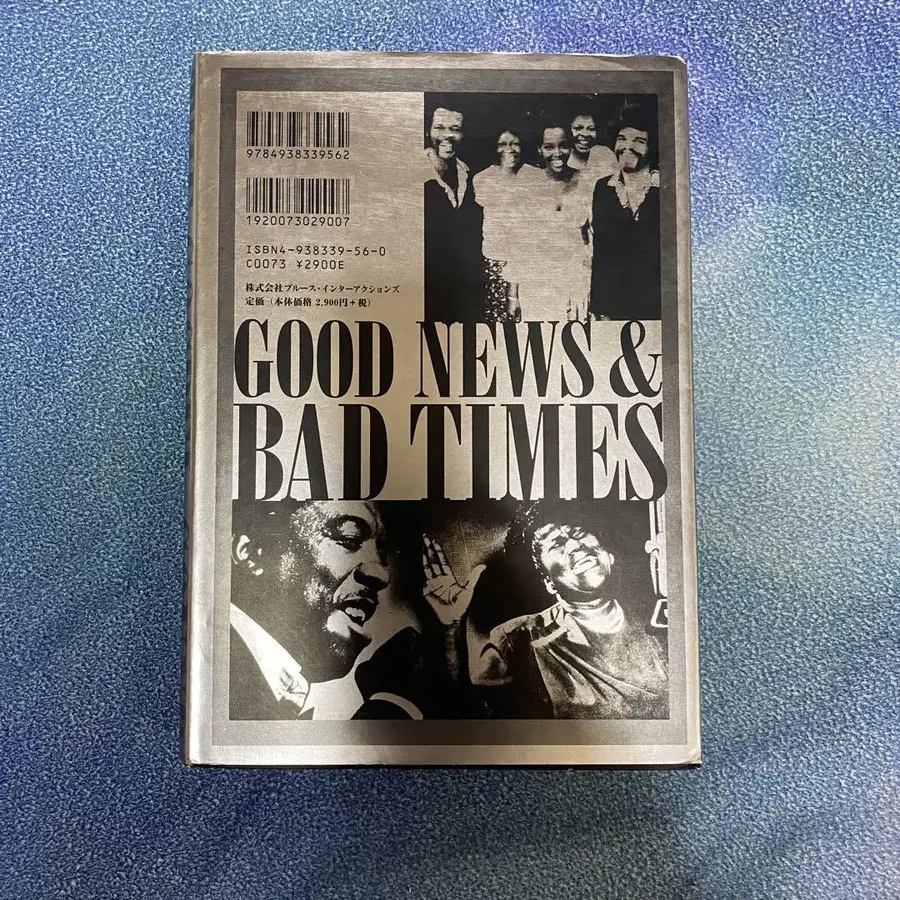 9784938339562
1920073029007
ISBN4-938339-56-0
C0073 ¥2900E
株式会社ブルース・インターアクションズ
定価（本体価格 2,900円+税）
GOOD NEWS &
BAD TIMES